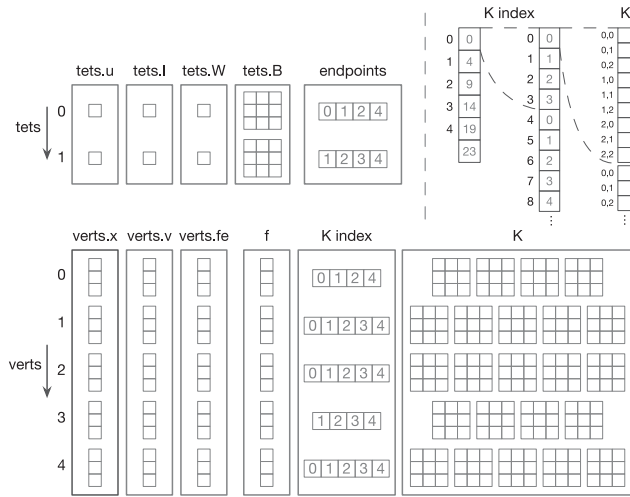 K index K
tets.u tets.l tets.W tets.B endpoints
tets
0 0 1 2 4
1 1 2 3 4
0 0
1 4
2 9
3 14
4 19
23
0 0
1 1
2 2
3 3
4 0
5 1
6 2
7 3
8 4
⋮
0,0
0,1
0,2
1,0
1,1
1,2
2,0
2,1
2,2
0,0
0,1
0,2
⋮
verts.x verts.v verts.fe f K index K
verts
0 0 1 2 4
1 0 1 2 3 4
2 0 1 2 3 4
3 1 2 3 4
4 0 1 2 3 4